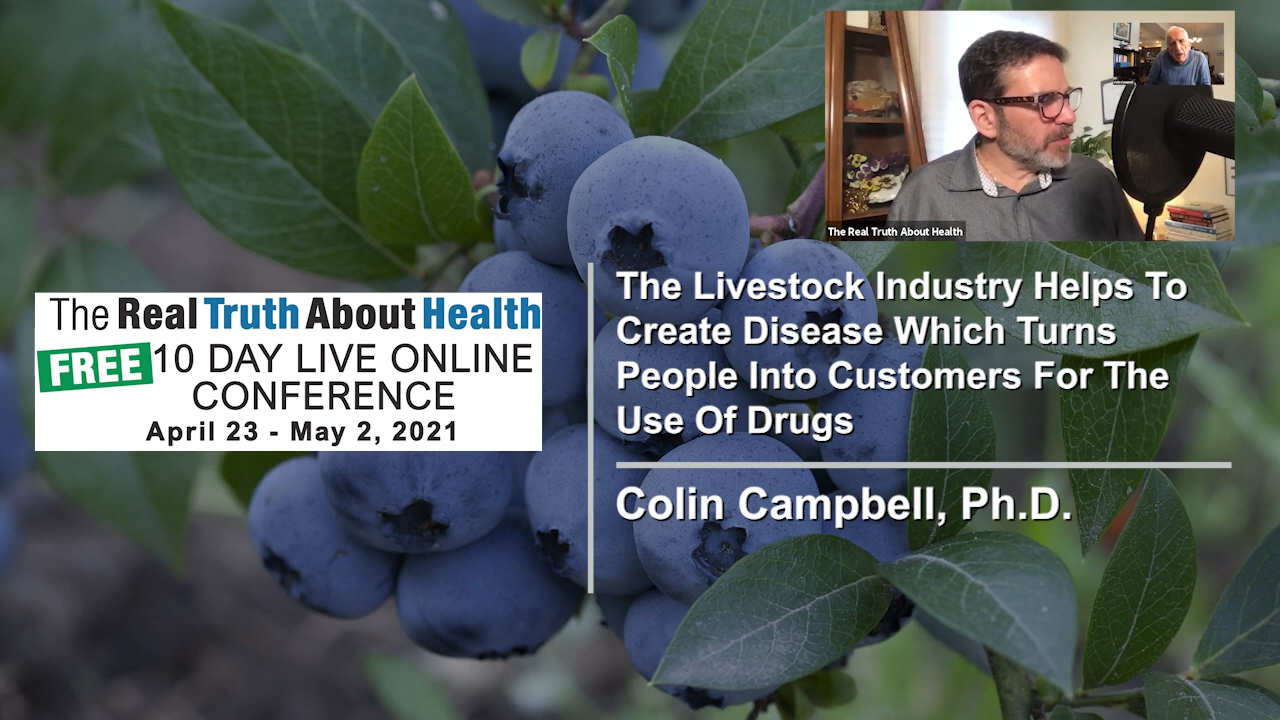 The Real Truth About Health
The Real Truth About Health
FREE 10 DAY LIVE ONLINE
CONFERENCE
April 23 - May 2, 2021
The Livestock Industry Helps To
Create Disease Which Turns
People Into Customers For The
Use Of Drugs
Colin Campbell, Ph.D.